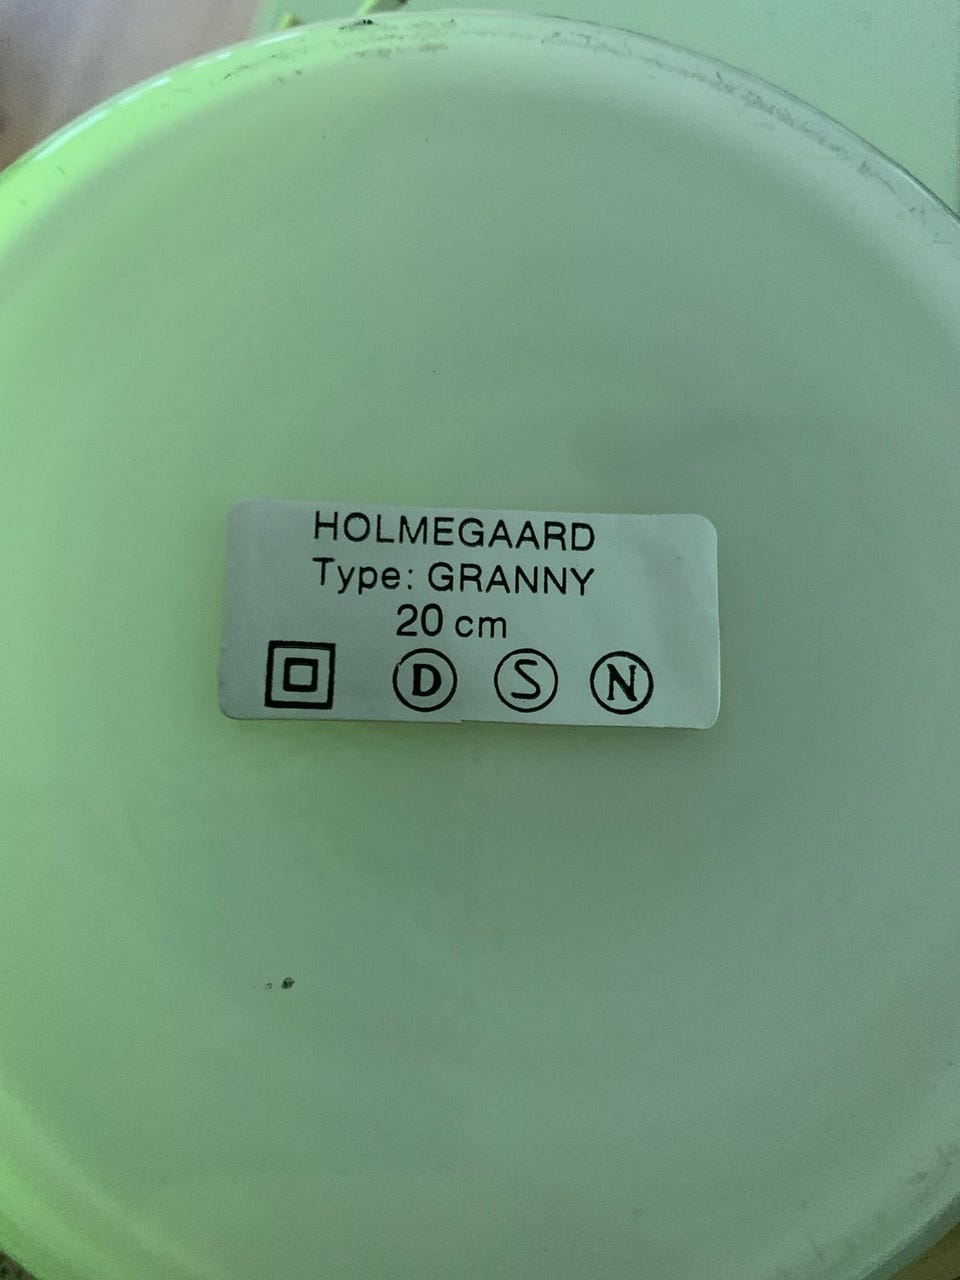 HOLMEGAARD
Type: GRANNY
20 cm
D S N